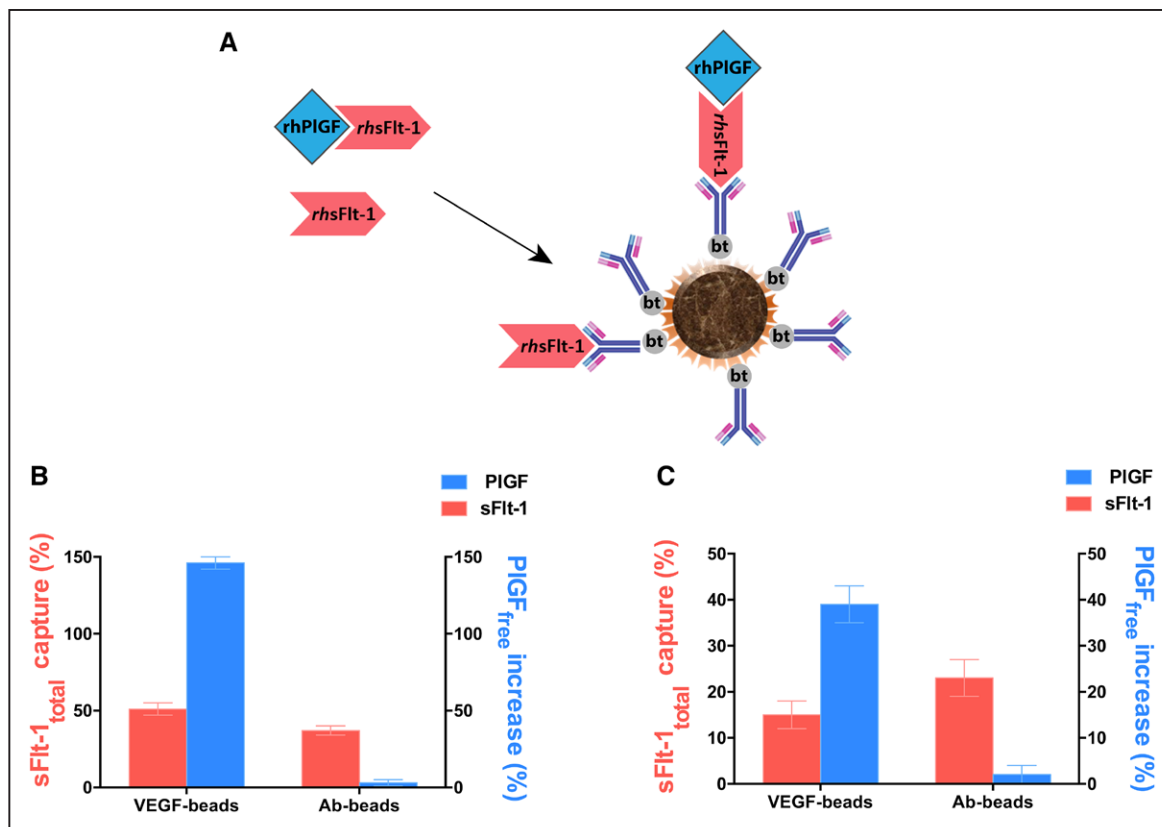 A
rhPlGF
rhsFlt-1
rhsFlt-1
rhPlGF
rhsFlt-1
bt
bt
bt
rhsFlt-1
bt
bt
bt
B
PlGF
sFlt-1
sFlt-1total capture (%)
150
100
50
0
VEGF-beads
Ab-beads
150
100
50
0
PlGFfree increase (%)
C
PlGF
sFlt-1
sFlt-1total capture (%)
50
40
30
20
10
0
VEGF-beads
Ab-beads
50
40
30
20
10
0
PlGFfree increase (%)